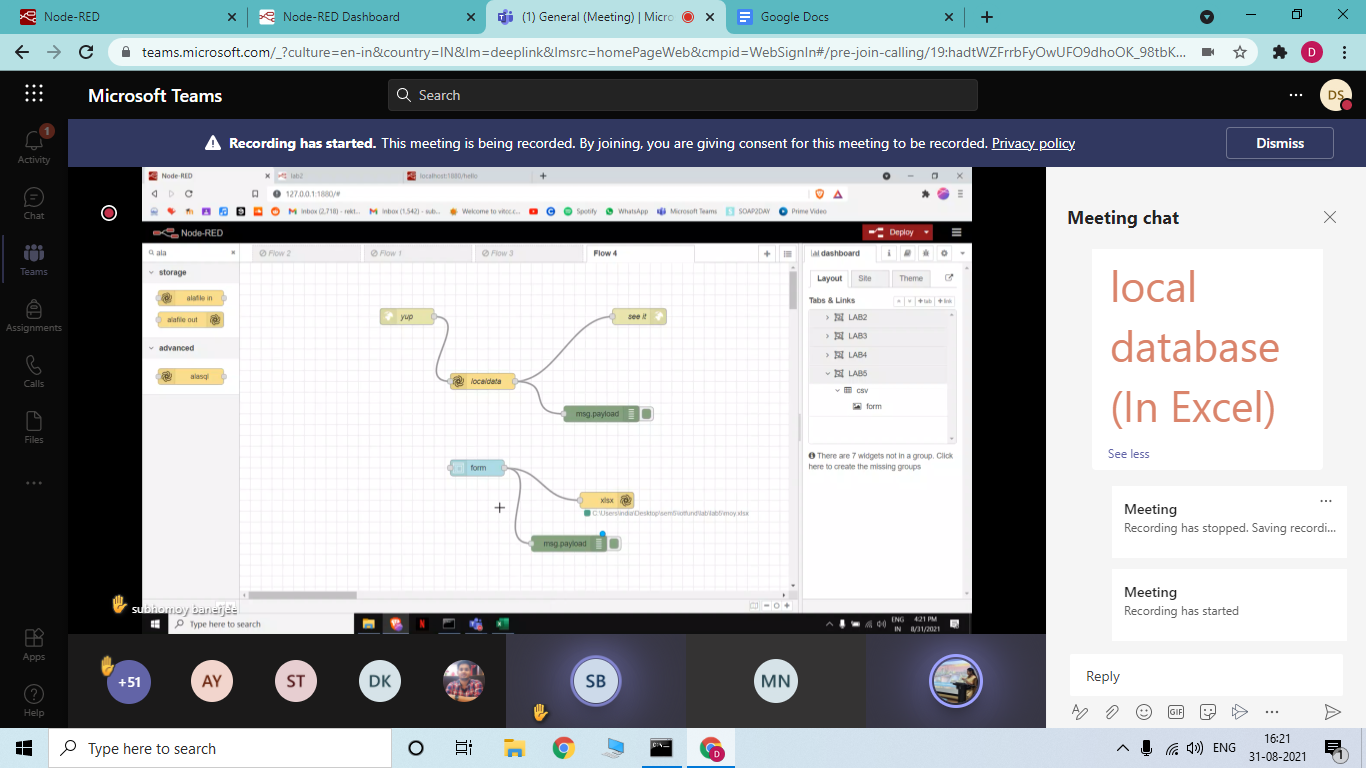 Node-RED
Node-RED Dashboard
(1) General (Meeting) | Micro
Google Docs
teams.microsoft.com/_?culture=en-in&country=IN&lm=deeplink&lmsrc=homePageWeb&cmpid=WebSignIn#/pre-join-calling/19:hadtWZFrrbFyOwUFO9dhoOK_98tbK...
D
Microsoft Teams
Search
DS
Recording has started. This meeting is being recorded. By joining, you are giving consent for this meeting to be recorded. Privacy policy
Dismiss
1
Activity
Chat
Teams
Assignments
Calls
Files
Apps
Help
Node-RED
lab2
localhost:1880/hello
127.0.0.1:1880/#
Inbox (2,718) - rekt...
Inbox (1,542) - sub...
Welcome to vitcc.c...
Spotify
WhatsApp
Microsoft Teams
SOAP2DAY
Prime Video
Node-RED
Deploy
ala
Flow 2
Flow 1
Flow 3
Flow 4
dashboard
storage
alafile in
alafile out
advanced
alasql
yup
see it
localdata
msg.payload
form
xlsx
msg.payload
Layout
Site
Theme
Tabs & Links
+ tab
+ link
LAB2
LAB3
LAB4
LAB5
csv
form
There are 7 widgets not in a group. Click
here to create the missing groups
subhomoy banerjee
Type here to search
ENG
IN
4:21 PM
8/31/2021
+51
AY
ST
DK
SB
MN
Meeting chat
local
database
(In Excel)
See less
Meeting
Recording has stopped. Saving recordi...
Meeting
Recording has started
Reply
GIF
Type here to search
D
ENG
16:21
31-08-2021
1